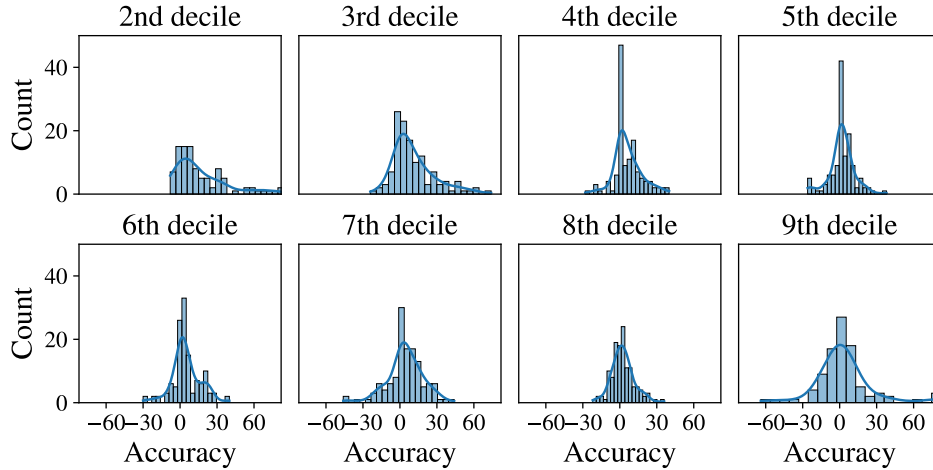 2nd decile 3rd decile 4th decile 5th decile
Count
40
20
0
6th decile 7th decile 8th decile 9th decile
Count
40
20
0
−60 −30 0 30 60 −60 −30 0 30 60 −60 −30 0 30 60 −60 −30 0 30 60
Accuracy Accuracy Accuracy Accuracy